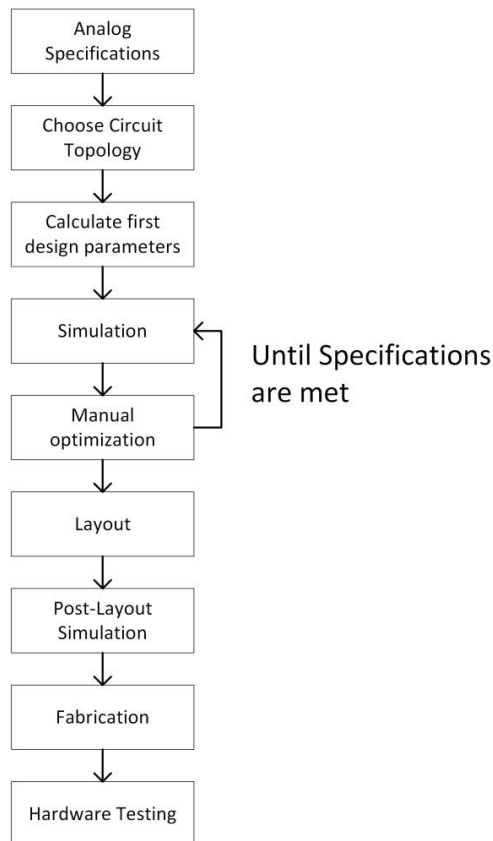 Analog
Specifications
Choose Circuit
Topology
Calculate first
design parameters
Simulation
Until Specifications
are met
Manual
optimization
Layout
Post-Layout
Simulation
Fabrication
Hardware Testing